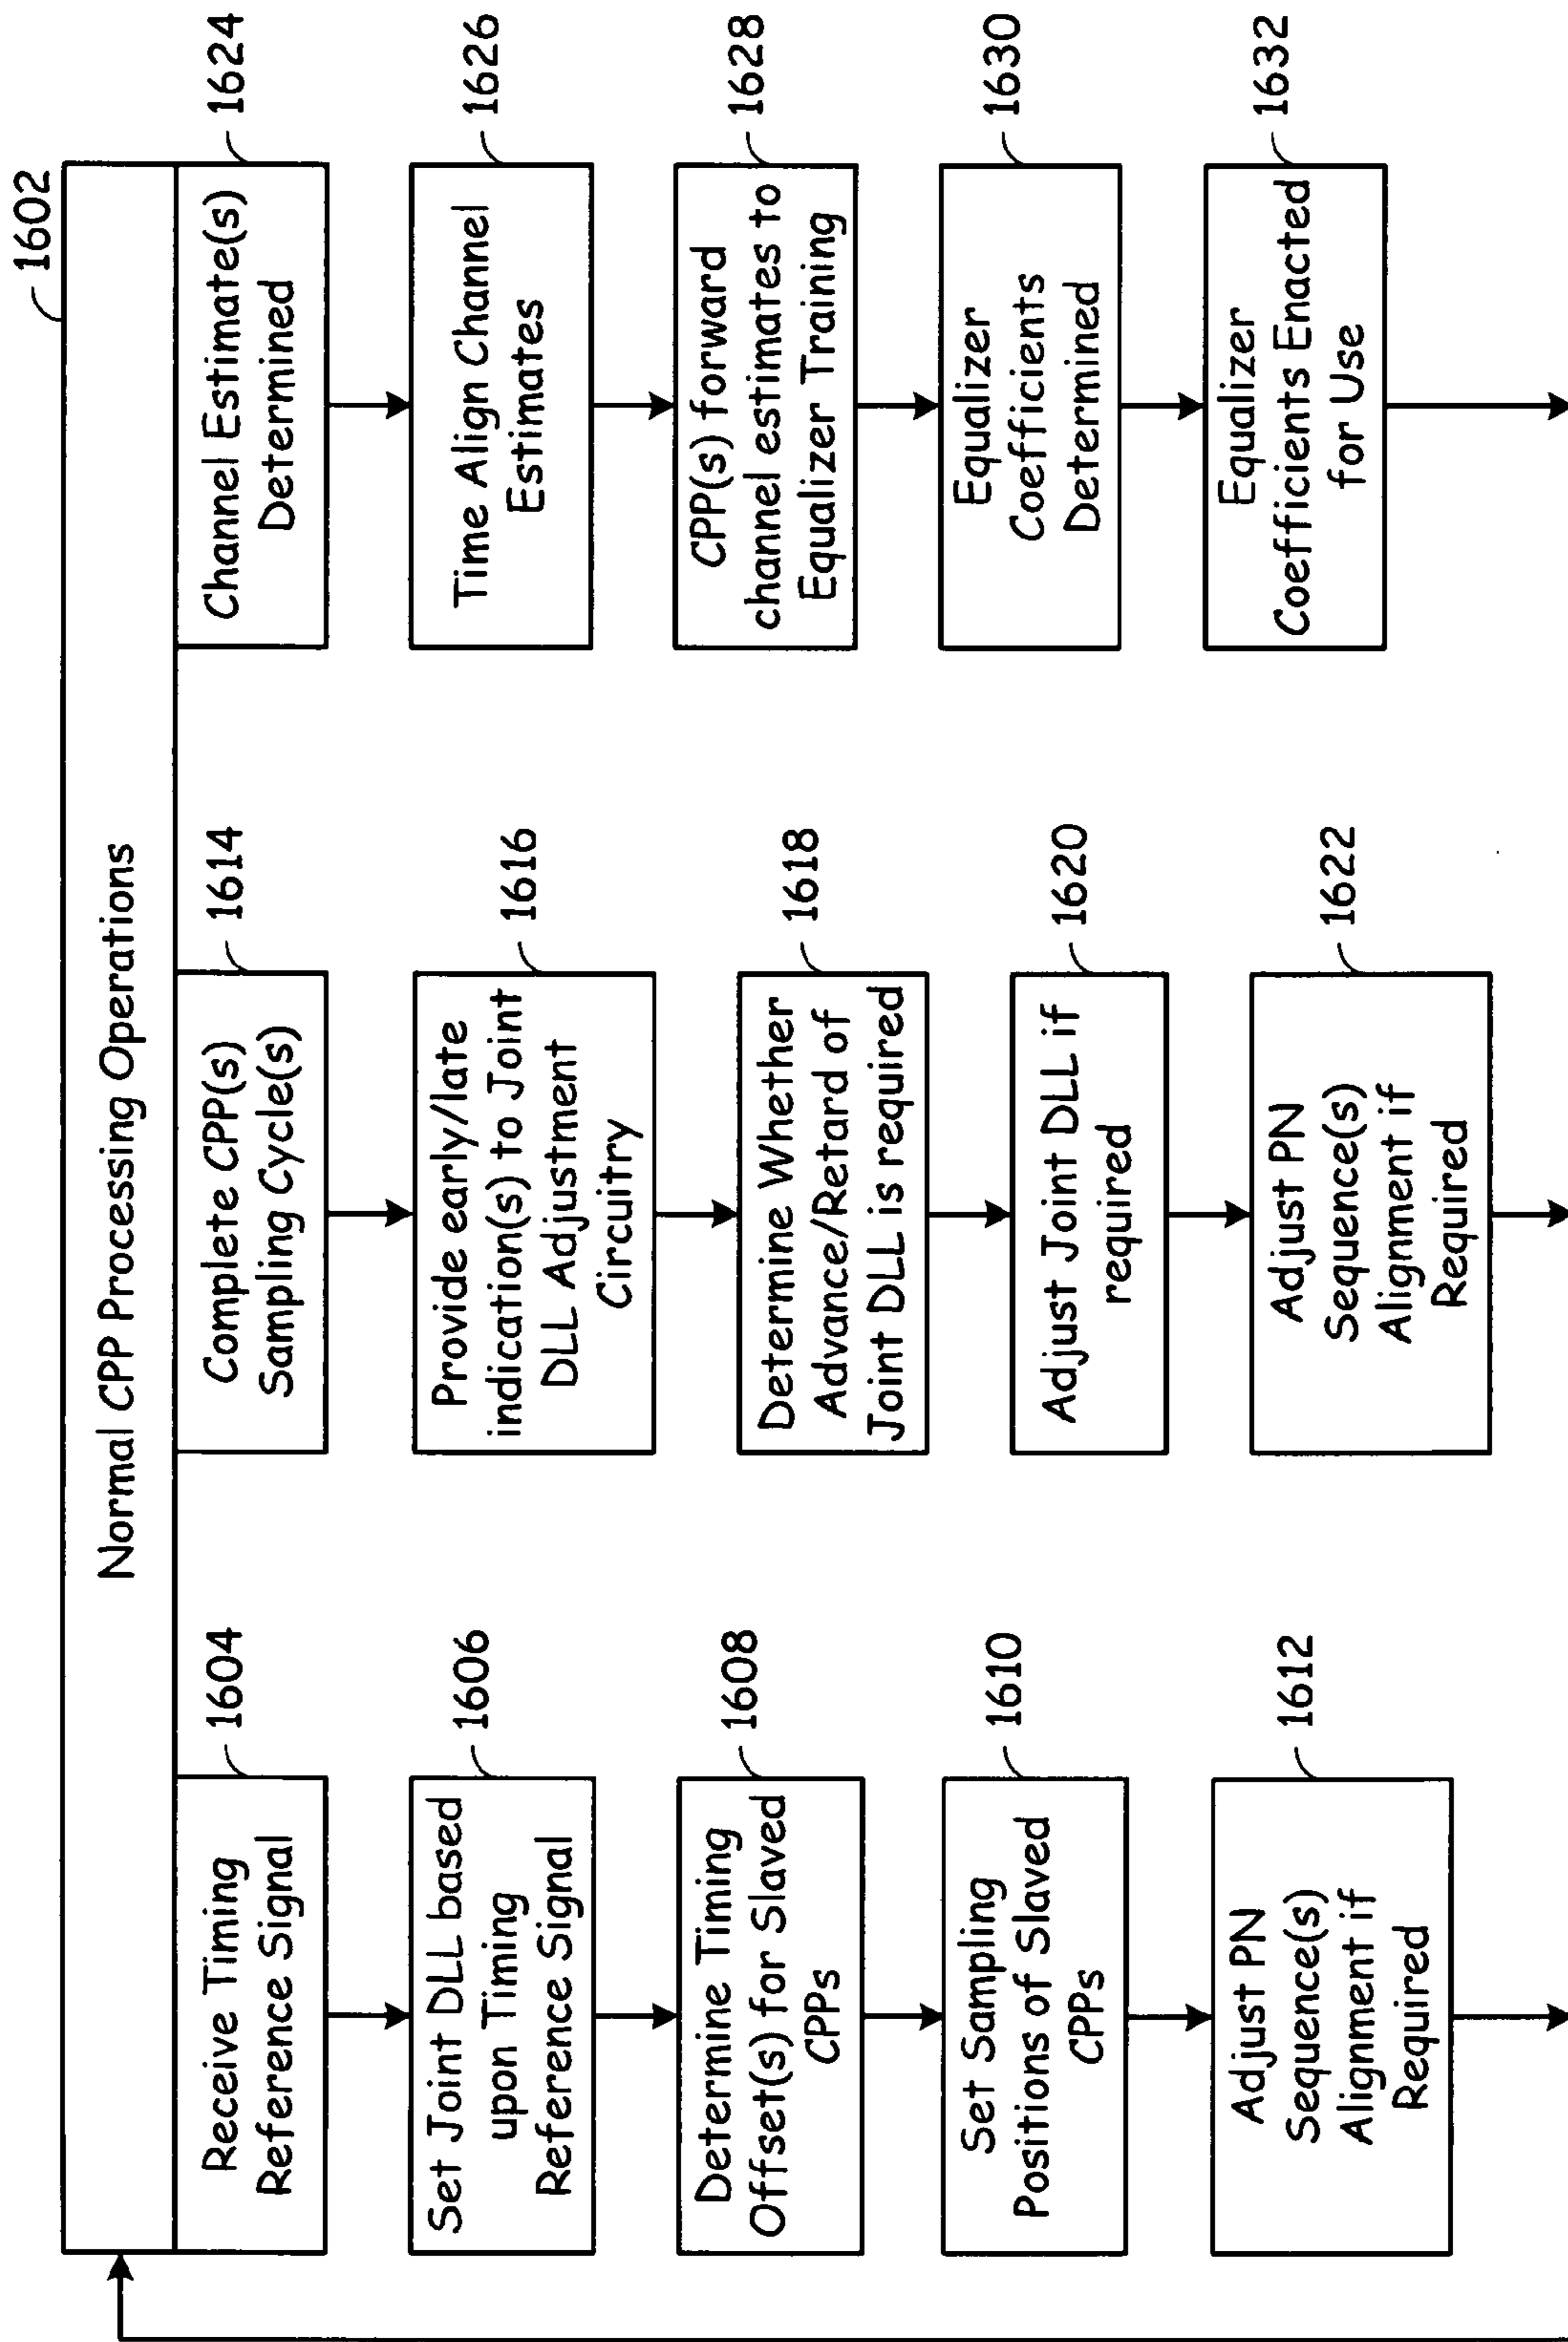 1602
Normal CPP Processing Operations
1604
Receive Timing
Reference Signal
1606
Set Joint DLL based
upon Timing
Reference Signal
1608
Determine Timing
Offset(s) for Slaved
CPPs
1610
Set Sampling
Positions of Slaved
CPPs
1612
Adjust PN
Sequence(s)
Alignment if
Required
1614
Complete CPP(s)
Sampling Cycle(s)
1616
Provide early/late
indication(s) to Joint
DLL Adjustment
Circuitry
1618
Determine Whether
Advance/Retard of
Joint DLL is required
1620
Adjust Joint DLL if
required
1622
Adjust PN
Sequence(s)
Alignment if
Required
1624
Channel Estimate(s)
Determined
1626
Time Align Channel
Estimates
1628
CPP(s) forward
channel estimates to
Equalizer Training
1630
Equalizer
Coefficients
Determined
1632
Equalizer
Coefficients Enacted
for Use